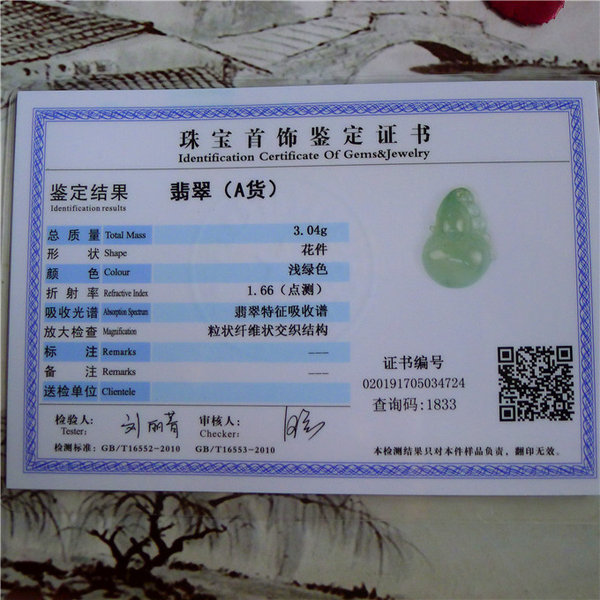 珠宝首饰鉴定证书
Identification Certificate Of Gems&Jewelry
鉴定结果 翡翠（A货）
Identification results
总质量 Total Mass 3.04g
形状 Shape 花件
颜色 Colour 浅绿色
折射率 Refractive Index 1.66（点测）
吸收光谱 Absorption Spectrum 翡翠特征吸收谱
放大检查 Magnification 粒状纤维状交织结构
标注 Remarks ———
备注 Remarks ———
送检单位 Clientele
证书编号
020191705034724
查询码:1833
检验人: 刘丽菁 审核人:
Tester: Checker:
检测标准: GB/T16552-2010 GB/T16553-2010
本检测结果只对本件样品负责，翻印无效。